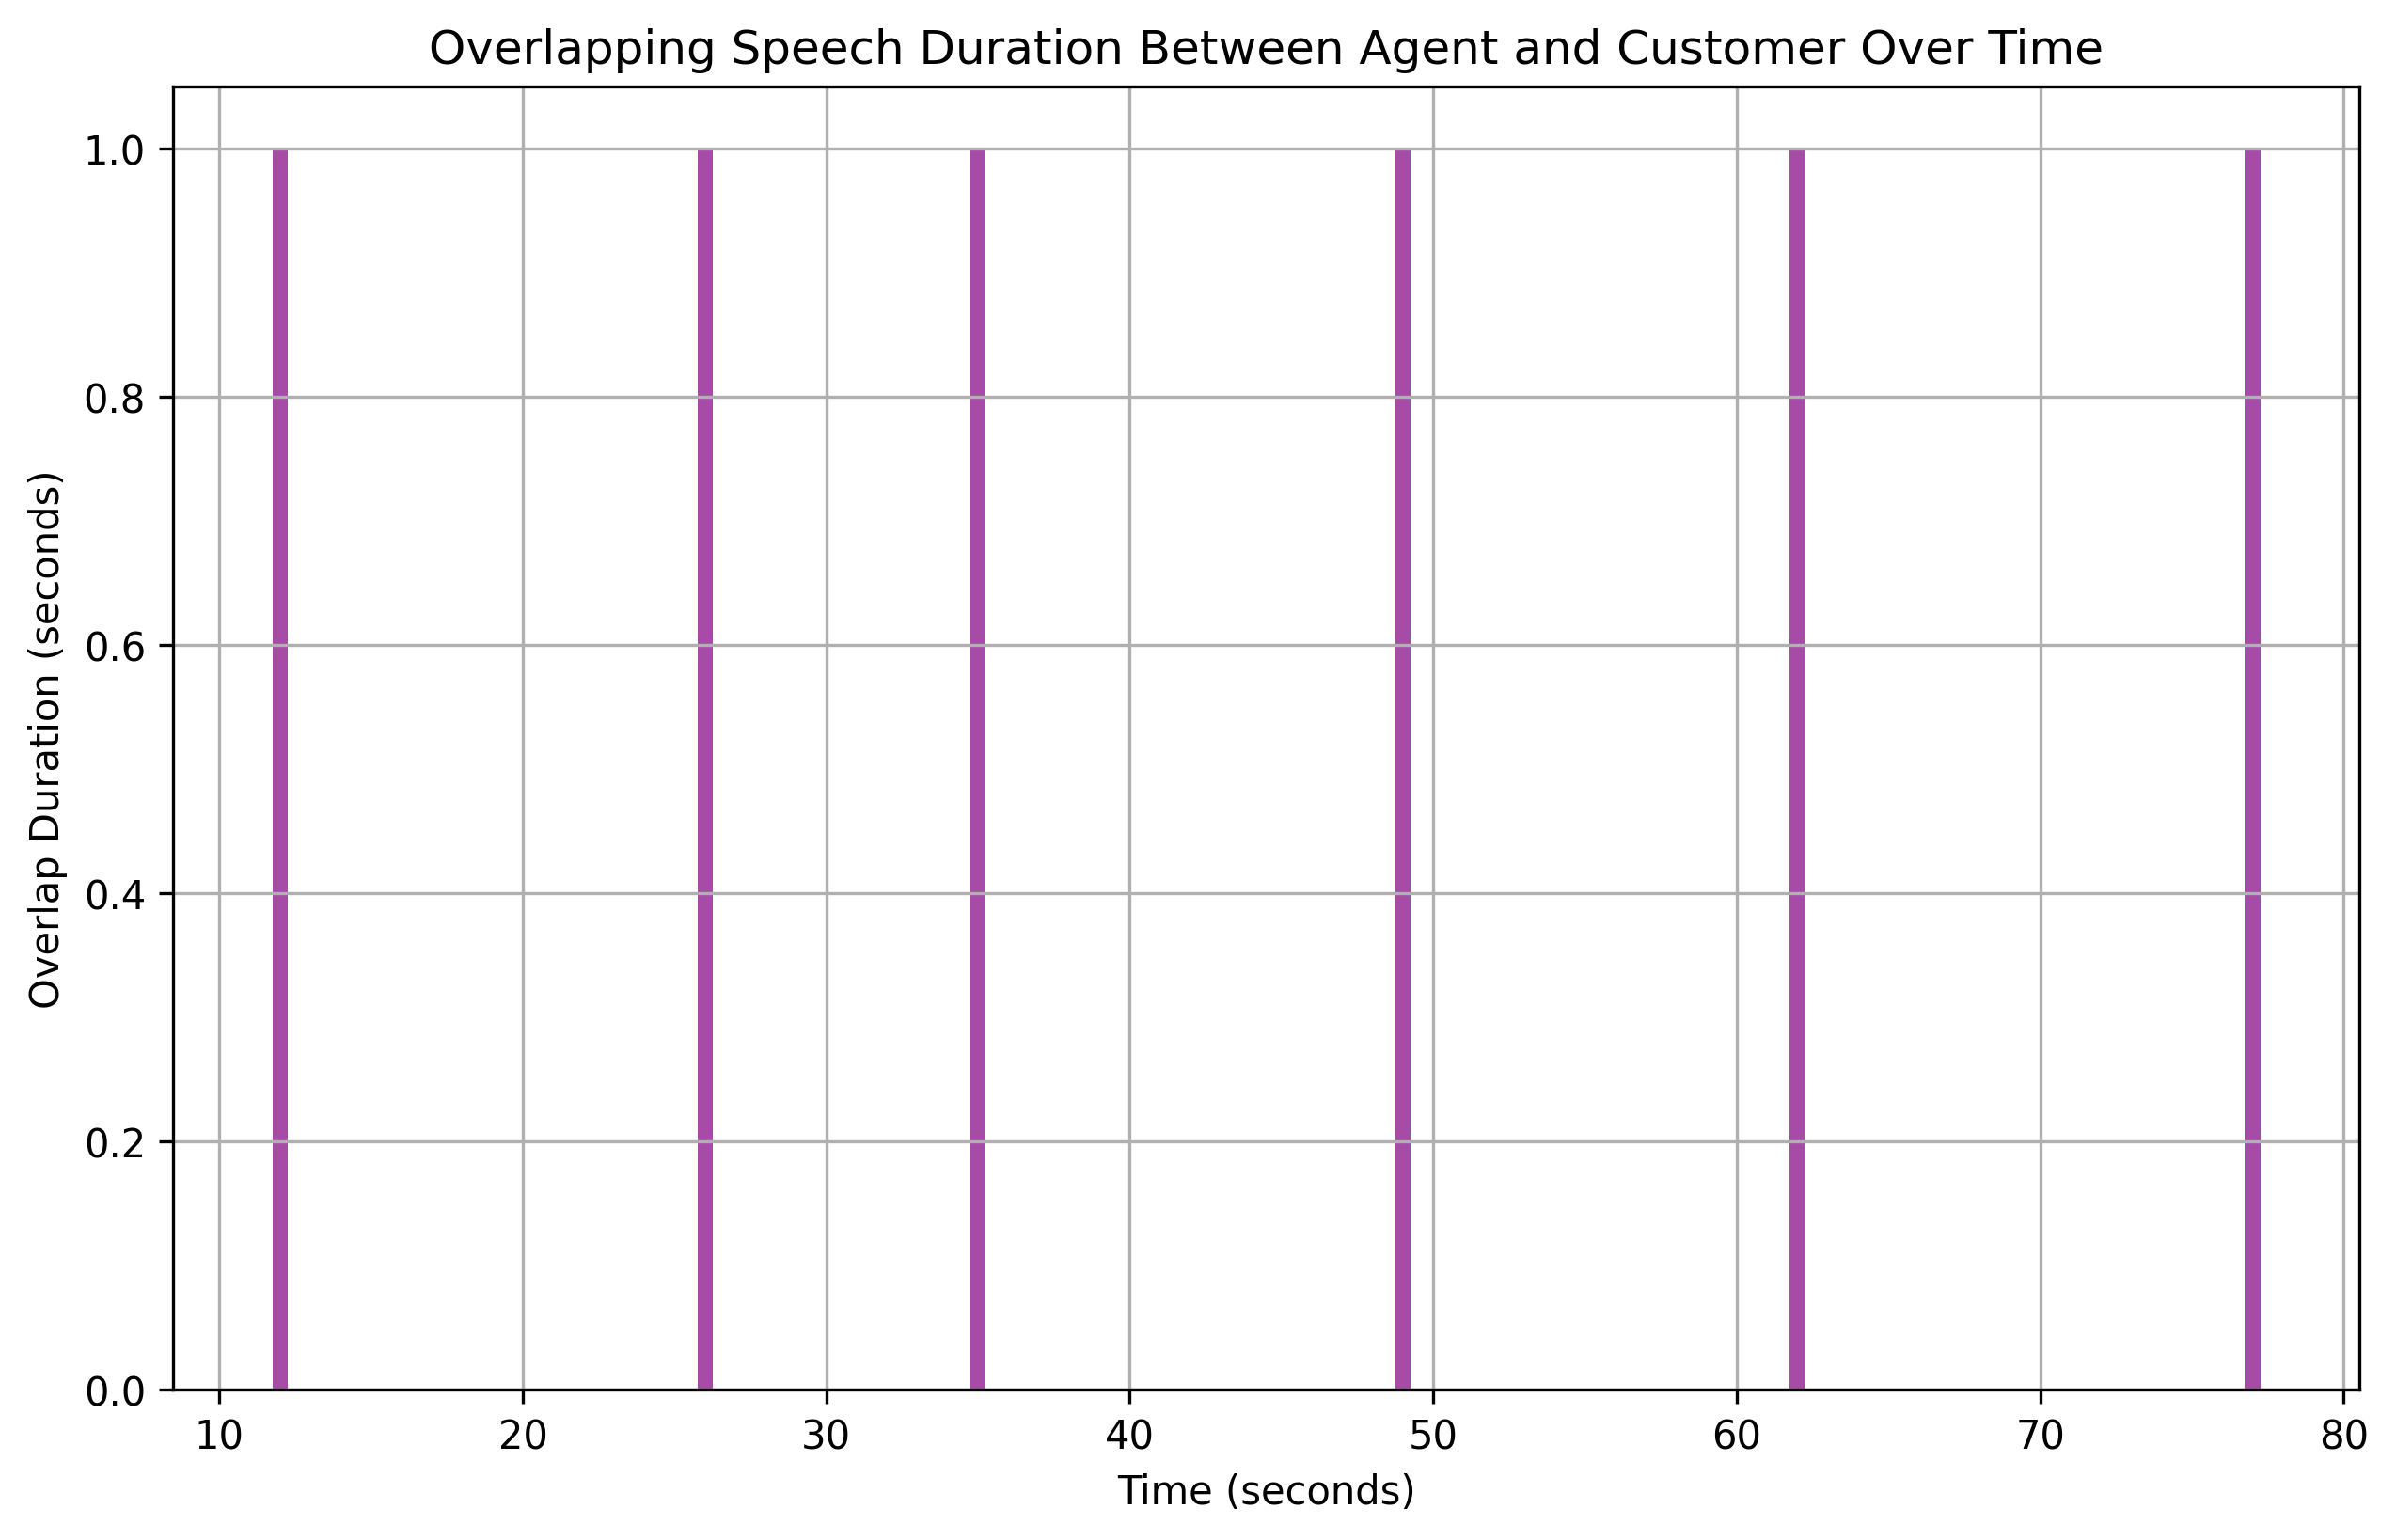 Overlapping Speech Duration Between Agent and Customer Over Time
1.0
0.8
0.6
0.4
0.2
0.0
Overlap Duration (seconds)
10 20 30 40 50 60 70 80
Time (seconds)